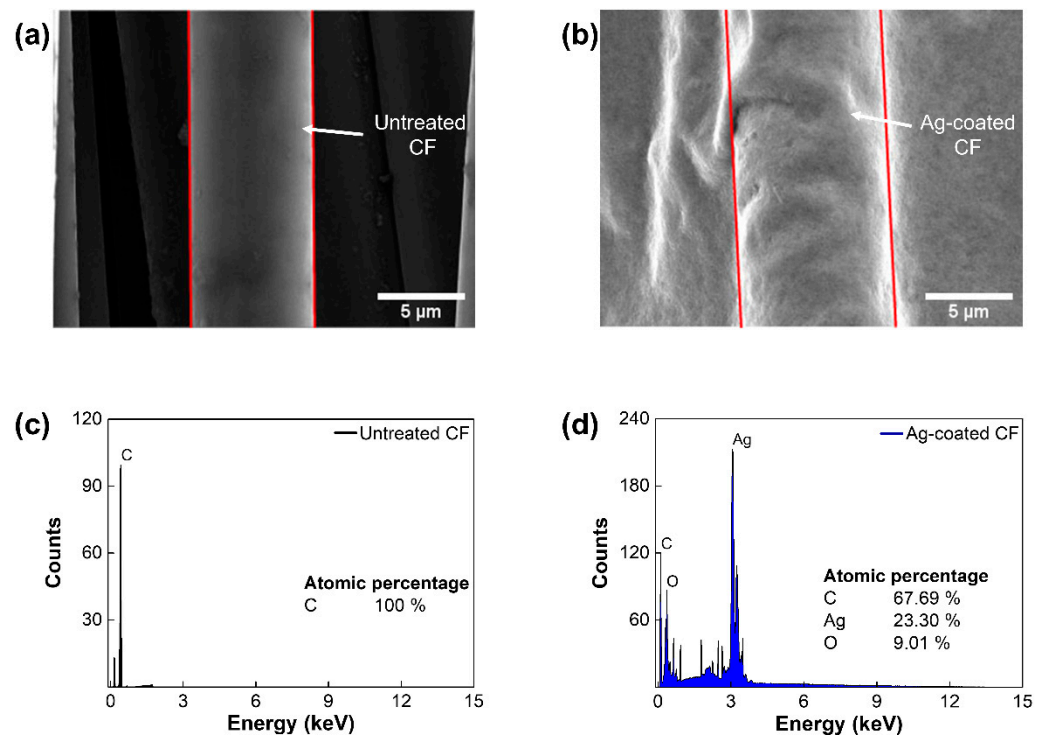 (a)
Untreated
CF
5 µm
(b)
Ag-coated
CF
5 µm
(c)
120
90
60
30
0 3 6 9 12 15
Counts
Energy (keV)
Untreated CF
C
Atomic percentage
C 100 %
(d)
240
180
120
60
0 3 6 9 12 15
Counts
Energy (keV)
Ag-coated CF
Ag
C
O
Atomic percentage
C 67.69 %
Ag 23.30 %
O 9.01 %